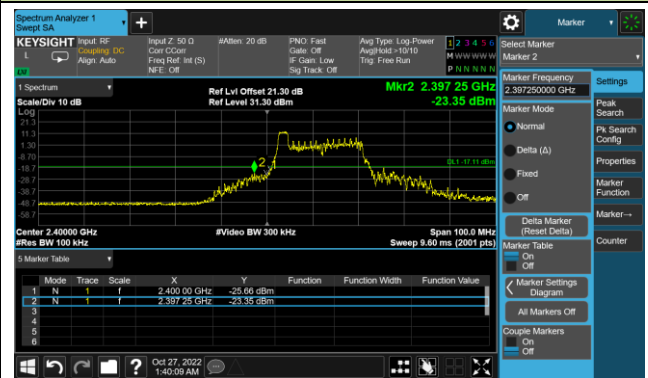 Spectrum Analyzer 1
Swept SA
Marker
KEYSIGHT
Input: RF
Coupling: DC
Align: Auto
Input Z: 50 Ω
Corr CCorr
Freq Ref: Int (S)
NFE: Off
#Atten: 20 dB
PNO: Fast
Gate: Off
IF Gain: Low
Sig Track: Off
Avg Type: Log-Power
Avg|Hold:>10/10
Trig: Free Run
1 2 3 4 5 6
M W W W W W
P N N N N N
L
Select Marker
Marker 2
1 Spectrum
Scale/Div 10 dB
Log
Ref Lvl Offset 21.30 dB
Ref Level 31.30 dBm
Mkr2 2.397 25 GHz
-23.35 dBm
21.3
11.3
1.30
-8.70
-18.7
-28.7
-38.7
-48.7
-58.7
2
DL1 -17.11 dBm
Center 2.40000 GHz
#Res BW 100 kHz
#Video BW 300 kHz
Span 100.0 MHz
Sweep 9.60 ms (2001 pts)
5 Marker Table
Mode Trace Scale X Y Function Function Width Function Value
1 N 1 f 2.400 00 GHz -25.66 dBm
2 N 1 f 2.397 25 GHz -23.35 dBm
3
4
5
6
Marker Frequency
2.397250000 GHz
Marker Mode
Normal
Delta (Δ)
Fixed
Off
Delta Marker
(Reset Delta)
Marker Table
On
Off
Marker Settings
Diagram
All Markers Off
Couple Markers
On
Off
Settings
Peak
Search
Pk Search
Config
Properties
Marker
Function
Marker→
Counter
Oct 27, 2022
1:40:09 AM